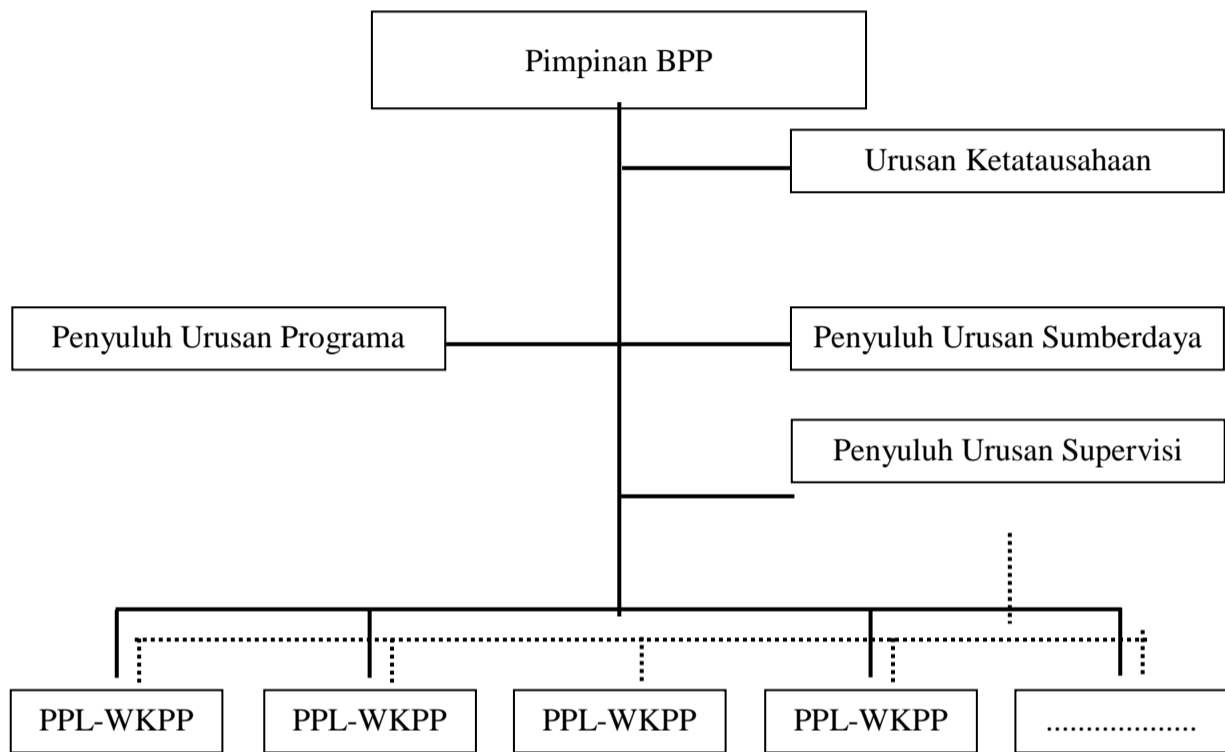 Pimpinan BPP
Urusan Ketatausahaan
Penyuluh Urusan Programa
Penyuluh Urusan Sumberdaya
Penyuluh Urusan Supervisi
PPL-WKPP
PPL-WKPP
PPL-WKPP
PPL-WKPP
...................